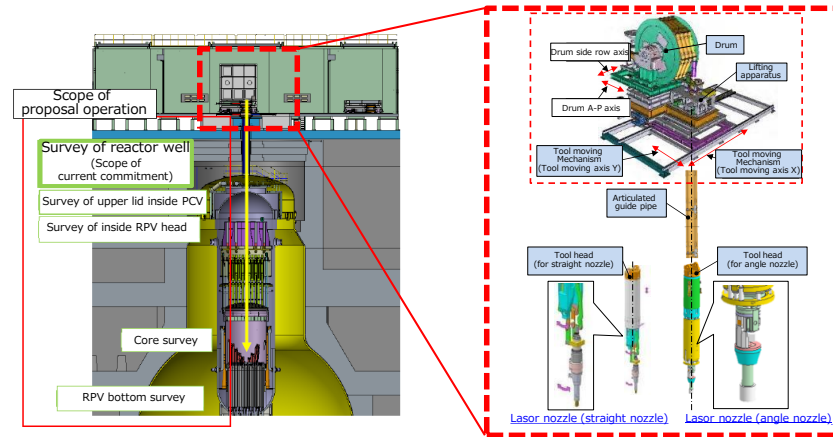 Scope of
proposal operation
Survey of reactor well
(Scope of
current commitment)
Survey of upper lid inside PCV
Survey of inside RPV head
Core survey
RPV bottom survey
Drum side row axis
Drum
Lifting
apparatus
Drum A-P axis
Tool moving
Mechanism
(Tool moving axis Y)
Tool moving
Mechanism
(Tool moving axis X)
Articulated
guide pipe
Tool head
(for straight nozzle)
Tool head
(for angle nozzle)
Lasor nozzle (straight nozzle)
Lasor nozzle (angle nozzle)